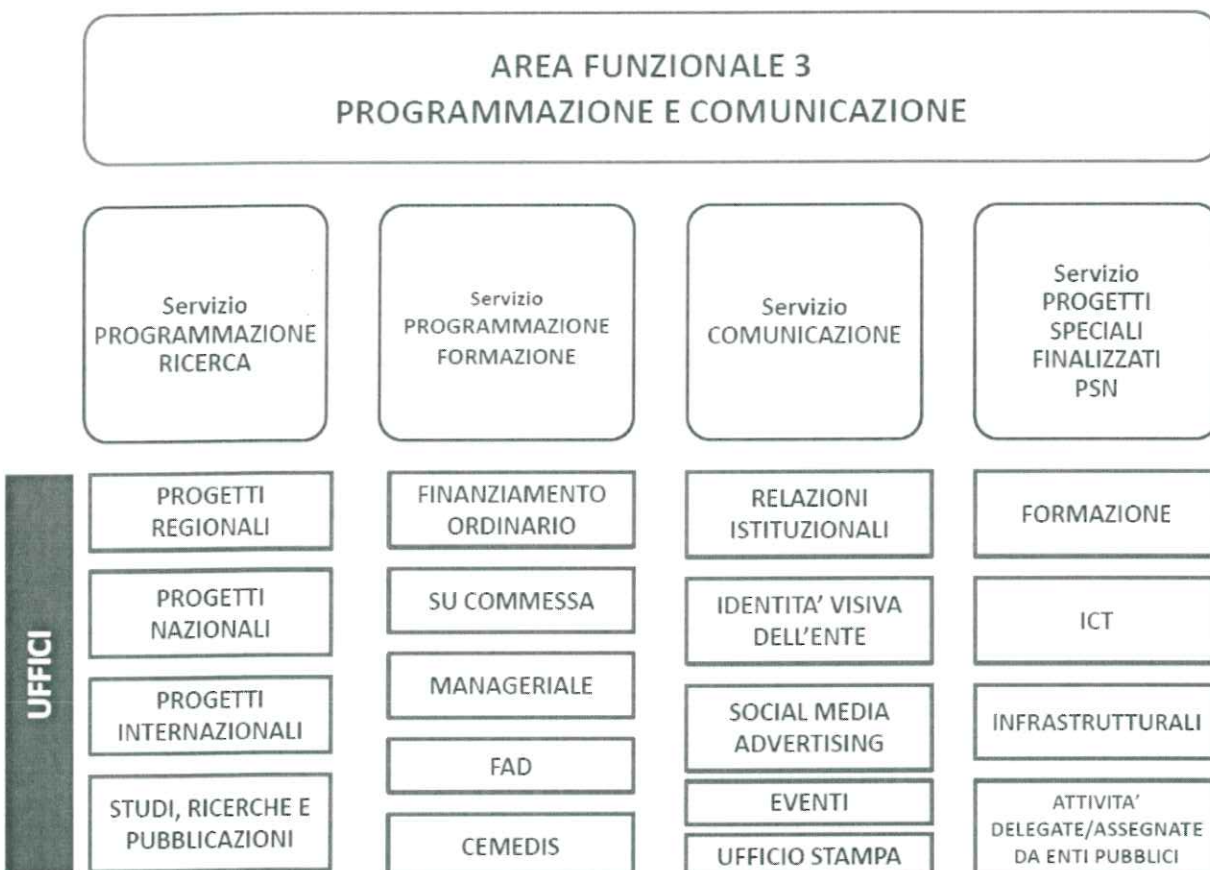 AREA FUNZIONALE 3
PROGRAMMAZIONE E COMUNICAZIONE
Servizio
PROGRAMMAZIONE
RICERCA
Servizio
PROGRAMMAZIONE
FORMAZIONE
Servizio
COMUNICAZIONE
Servizio
PROGETTI
SPECIALI
FINALIZZATI
PSN
UFFICI
PROGETTI
REGIONALI
PROGETTI
NAZIONALI
PROGETTI
INTERNAZIONALI
STUDI, RICERCHE E
PUBBLICAZIONI
FINANZIAMENTO
ORDINARIO
SU COMMESSA
MANAGERIALE
FAD
CEMEDIS
RELAZIONI
ISTITUZIONALI
IDENTITA' VISIVA
DELL'ENTE
SOCIAL MEDIA
ADVERTISING
EVENTI
UFFICIO STAMPA
FORMAZIONE
ICT
INFRASTRUTTURALI
ATTIVITA'
DELEGATE/ASSEGNATE
DA ENTI PUBBLICI